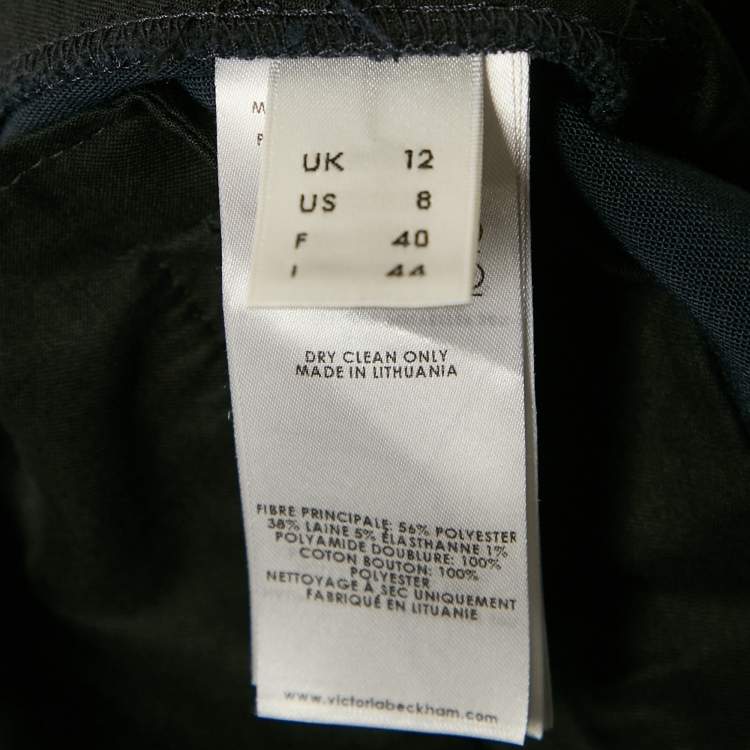 UK 12
US 8
F 40
I 44
DRY CLEAN ONLY
MADE IN LITHUANIA
FIBRE PRINCIPALE: 56% POLYESTER
38% LAINE 5% ÉLASTHANNE 1%
POLYAMIDE DOUBLURE: 100%
COTON BOUTON: 100%
POLYESTER
NETTOYAGE À SEC UNIQUEMENT
FABRIQUÉ EN LITUANIE
www.victoriabeckham.com